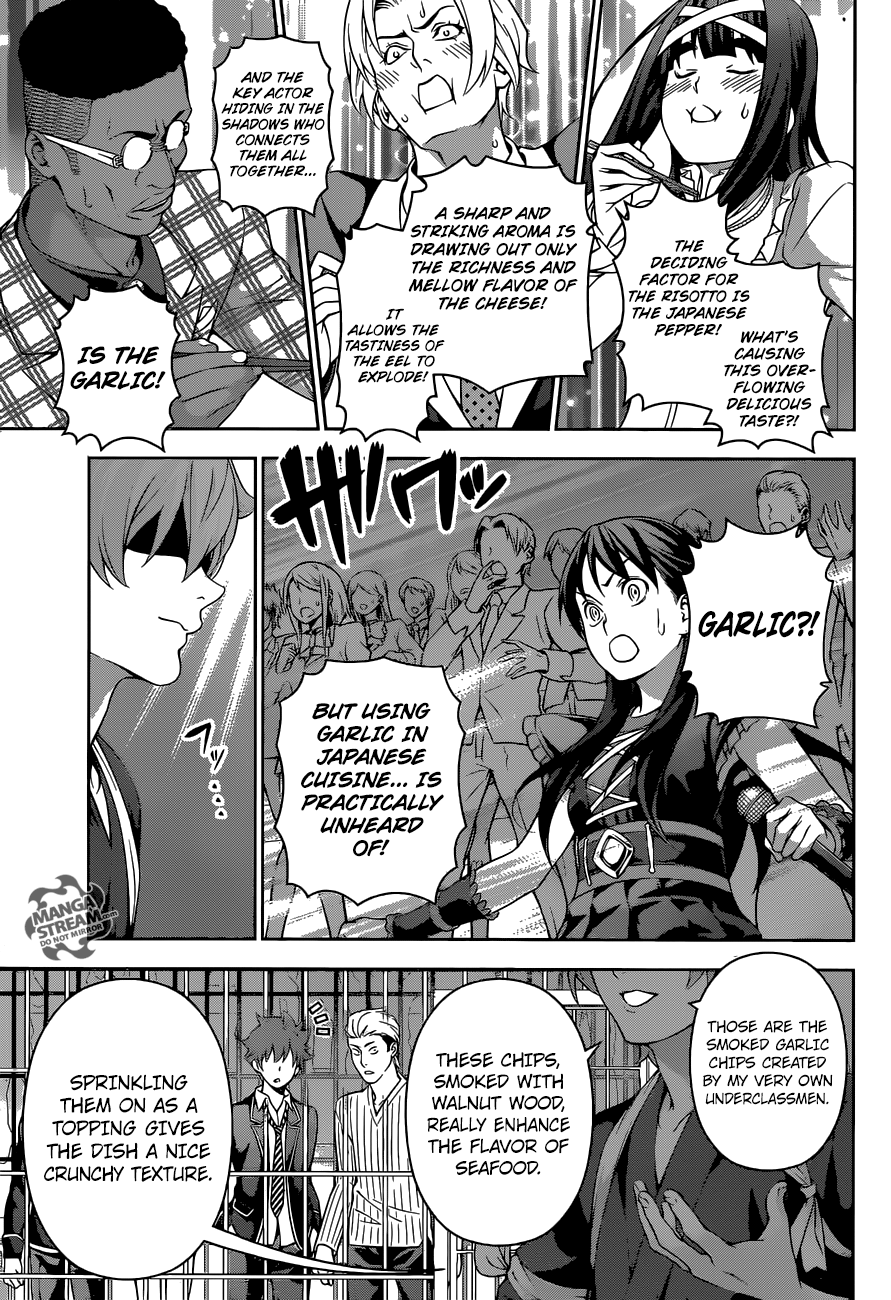 THE
DECIDING
FACTOR FOR
THE RISOTTO IS
THE JAPANESE
PEPPER!
WHAT'S
CAUSING
THIS OVER-
FLOWING
DELICIOUS
TASTE?!
A SHARP AND
STRIKING AROMA IS
DRAWING OUT ONLY
THE RICHNESS AND
MELLOW FLAVOR OF
THE CHEESE!
IT
ALLOWS THE
TASTINESS OF
THE EEL TO
EXPLODE!
AND THE
KEY ACTOR
HIDING IN THE
SHADOWS WHO
CONNECTS
THEM ALL
TOGETHER...
IS THE
GARLIC!
GARLIC?!
ザワッ
BUT USING
GARLIC IN
JAPANESE
CUISINE... IS
PRACTICALLY
UNHEARD
OF!
フッ...
MANGA
STREAM.com
DO NOT MIRROR
THOSE ARE THE
SMOKED GARLIC
CHIPS CREATED
BY MY VERY OWN
UNDERCLASSMEN.
THESE CHIPS,
SMOKED WITH
WALNUT WOOD,
REALLY ENHANCE
THE FLAVOR OF
SEAFOOD.
SPRINKLING
THEM ON AS A
TOPPING GIVES
THE DISH A NICE
CRUNCHY TEXTURE.